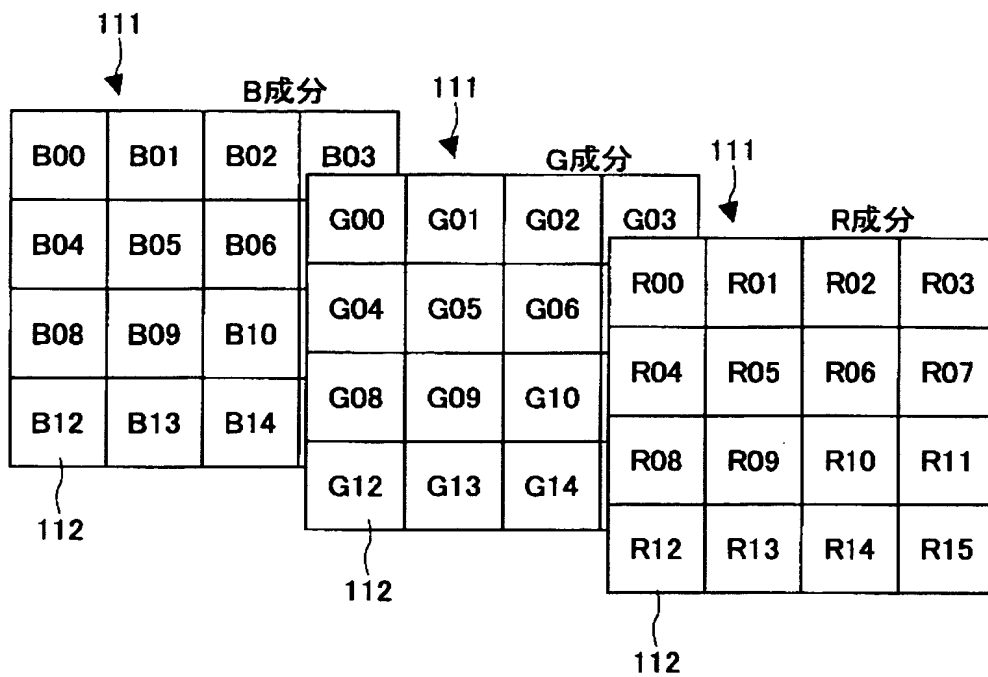 111
B成分
B00 B01 B02 B03
B04 B05 B06
B08 B09 B10
B12 B13 B14
112
111
G成分
G00 G01 G02 G03
G04 G05 G06
G08 G09 G10
G12 G13 G14
112
111
R成分
R00 R01 R02 R03
R04 R05 R06 R07
R08 R09 R10 R11
R12 R13 R14 R15
112